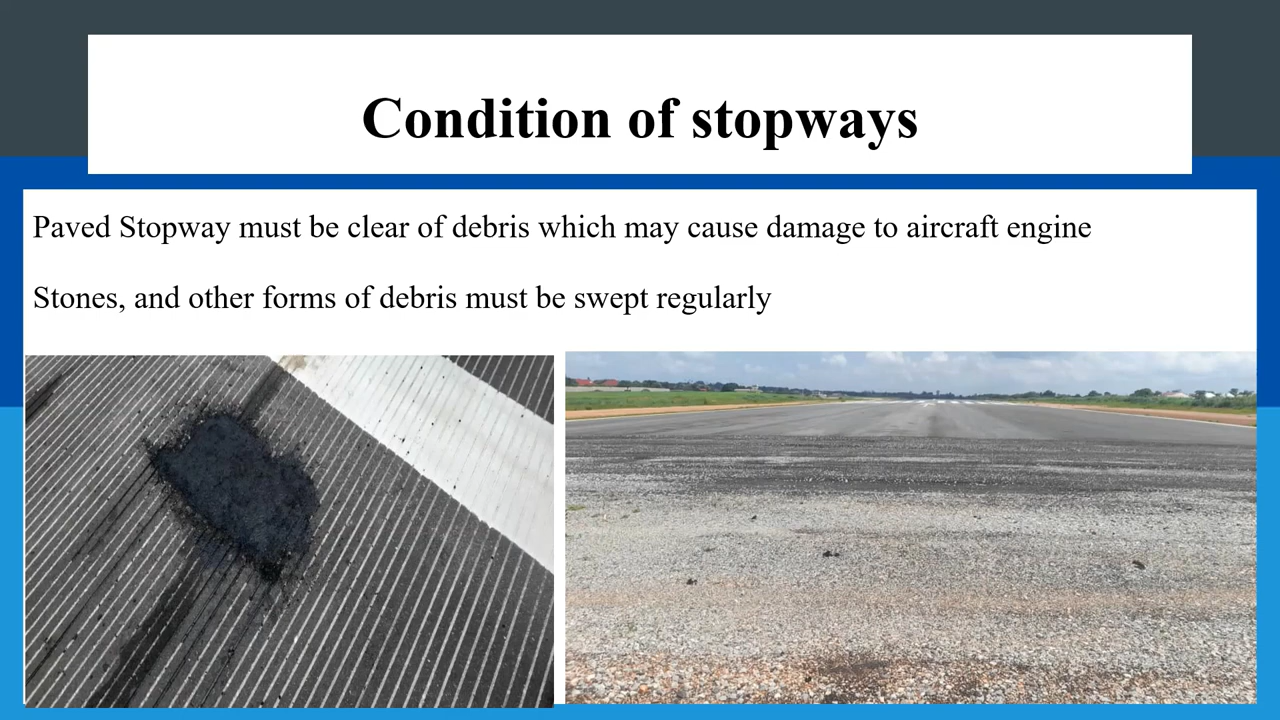 Condition of stopways
Paved Stopway must be clear of debris which may cause damage to aircraft engine
Stones, and other forms of debris must be swept regularly